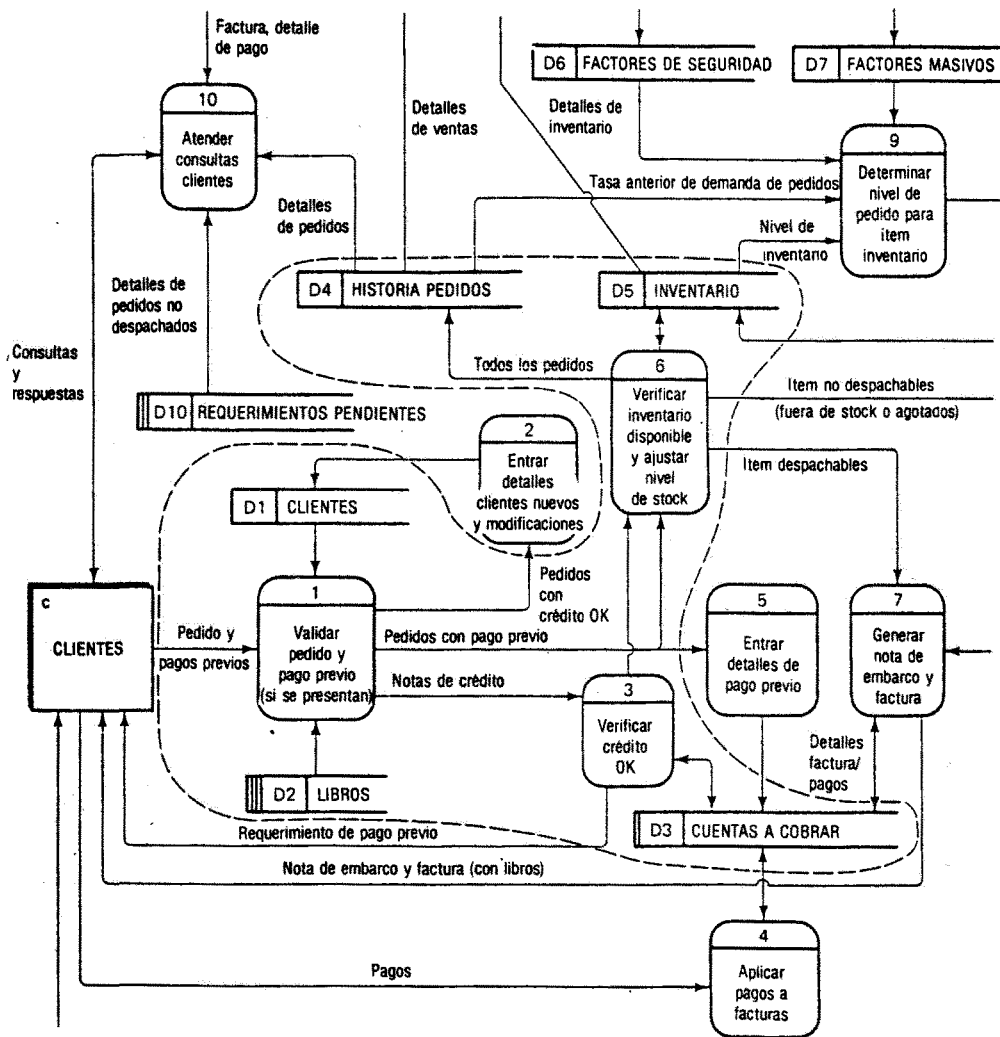 Factura, detalle
de pago
D6 FACTORES DE SEGURIDAD
D7 FACTORES MASIVOS
10
Atender
consultas
clientes
Detalles
de ventas
Detalles de
inventario
9
Determinar
nivel de
pedido para
item
inventario
Tasa anterior de demanda de pedidos
Detalles
de pedidos
Nivel de
inventario
Detalles de
pedidos no
despachados
D4 HISTORIA PEDIDOS
D5 INVENTARIO
Consultas
y
respuestas
Todos los pedidos
6
Verificar
inventario
disponible
y ajustar
nivel
de stock
Item no despachables
(fuera de stock o agotados)
D10 REQUERIMIENTOS PENDIENTES
2
Entrar
detalles
clientes nuevos
y modificaciones
Item despachables
D1 CLIENTES
Pedidos
con
crédito OK
c
CLIENTES
Pedido y
pagos previos
1
Validar
pedido y
pago previo
(si se presentan)
Pedidos con pago previo
5
Entrar
detalles de
pago previo
7
Generar
nota de
embarco y
factura
Notas de crédito
3
Verificar
crédito
OK
Detalles
factura/
pagos
D2 LIBROS
Requerimiento de pago previo
D3 CUENTAS A COBRAR
Nota de embarco y factura (con libros)
4
Aplicar
pagos a
facturas
Pagos